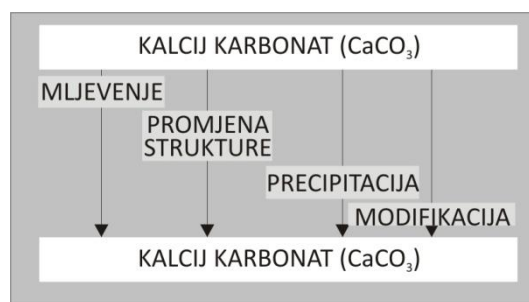 KALCIJ KARBONAT (CaCO₃)
MLJEVENJE
PROMJENA
STRUKTURE
PRECIPITACIJA
MODIFIKACIJA
KALCIJ KARBONAT (CaCO₃)